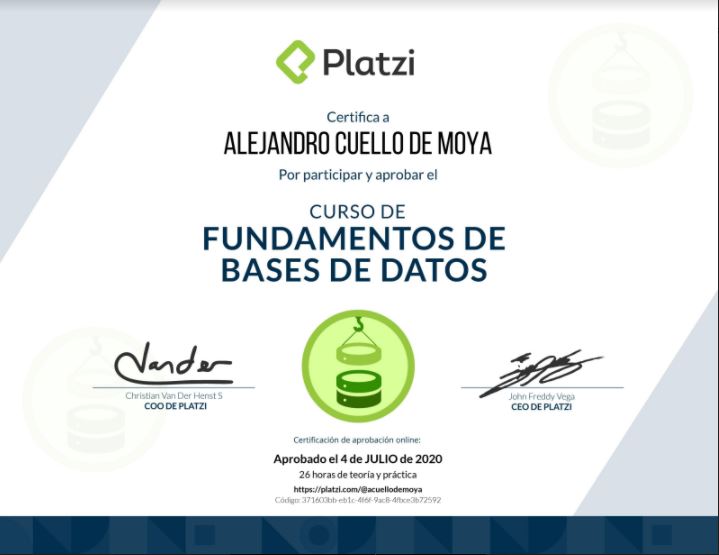 Platzi
Certifica a
ALEJANDRO CUELLO DE MOYA
Por participar y aprobar el
CURSO DE
FUNDAMENTOS DE
BASES DE DATOS
Vander
Christian Van Der Henst S
COO DE PLATZI
John Freddy Vega
CEO DE PLATZI
Certificación de aprobación online:
Aprobado el 4 de JULIO de 2020
26 horas de teoría y práctica
https://platzi.com/@acuellodemoya
Código: 371603bb-eb1c-4f6f-9ac8-4fbce3b72592